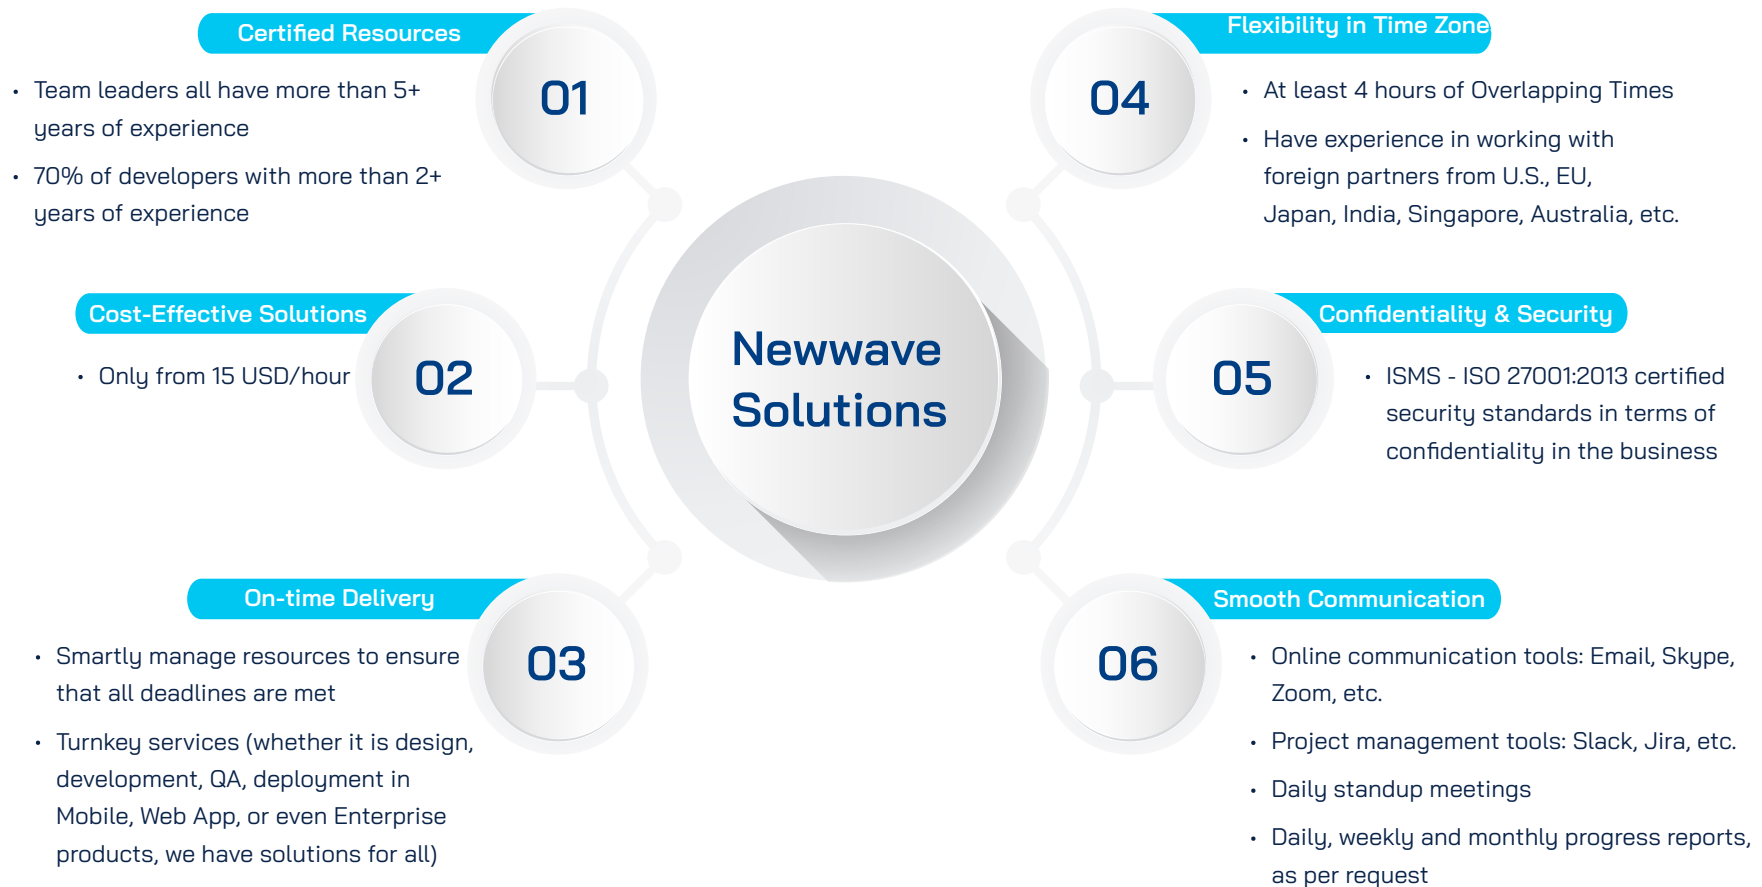 Certified Resources
01
• Team leaders all have more than 5+
years of experience
• 70% of developers with more than 2+
years of experience
Cost-Effective Solutions
02
• Only from 15 USD/hour
On-time Delivery
03
• Smartly manage resources to ensure
that all deadlines are met
• Turnkey services (whether it is design,
development, QA, deployment in
Mobile, Web App, or even Enterprise
products, we have solutions for all)
Newwave
Solutions
Flexibility in Time Zone
04
• At least 4 hours of Overlapping Times
• Have experience in working with
foreign partners from U.S., EU,
Japan, India, Singapore, Australia, etc.
Confidentiality & Security
05
• ISMS - ISO 27001:2013 certified
security standards in terms of
confidentiality in the business
Smooth Communication
06
• Online communication tools: Email, Skype,
Zoom, etc.
• Project management tools: Slack, Jira, etc.
• Daily standup meetings
• Daily, weekly and monthly progress reports,
as per request